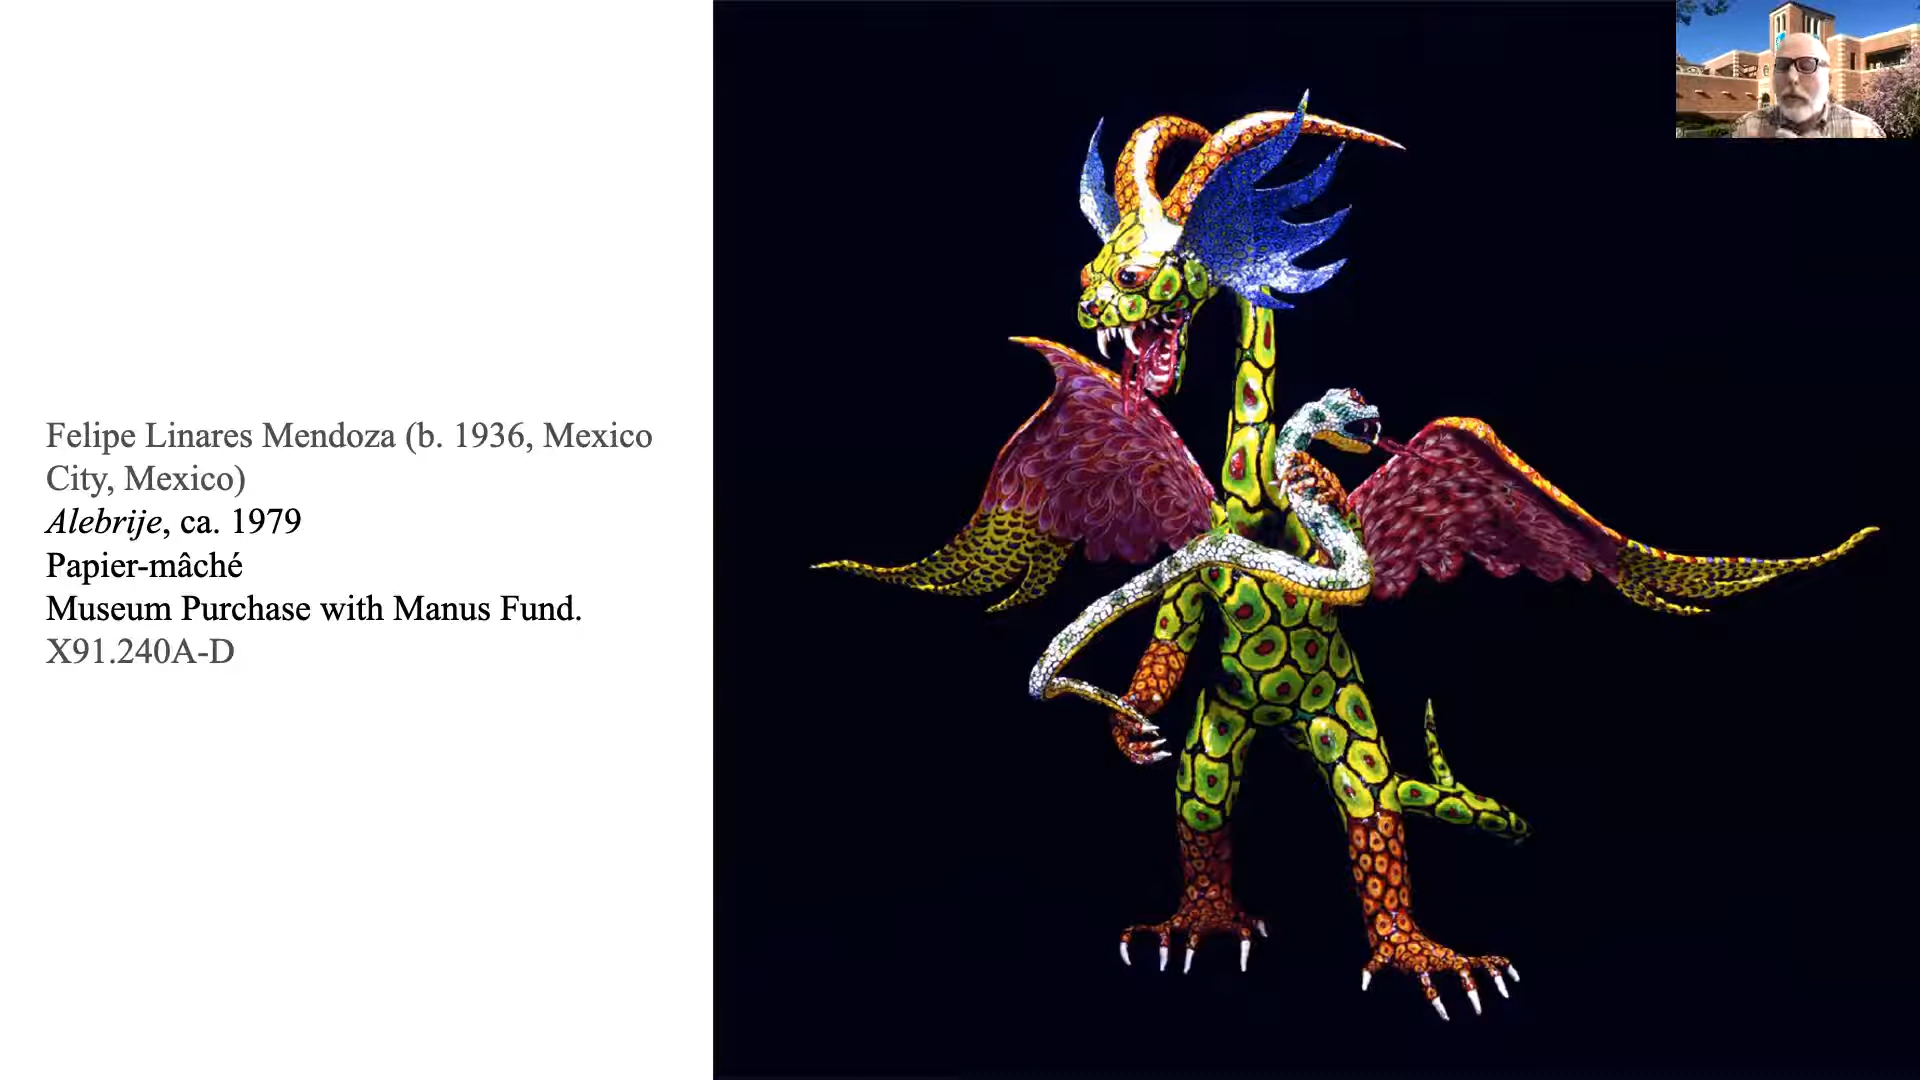 Felipe Linares Mendoza (b. 1936, Mexico
City, Mexico)
Alebrije, ca. 1979
Papier-mâché
Museum Purchase with Manus Fund.
X91.240A-D